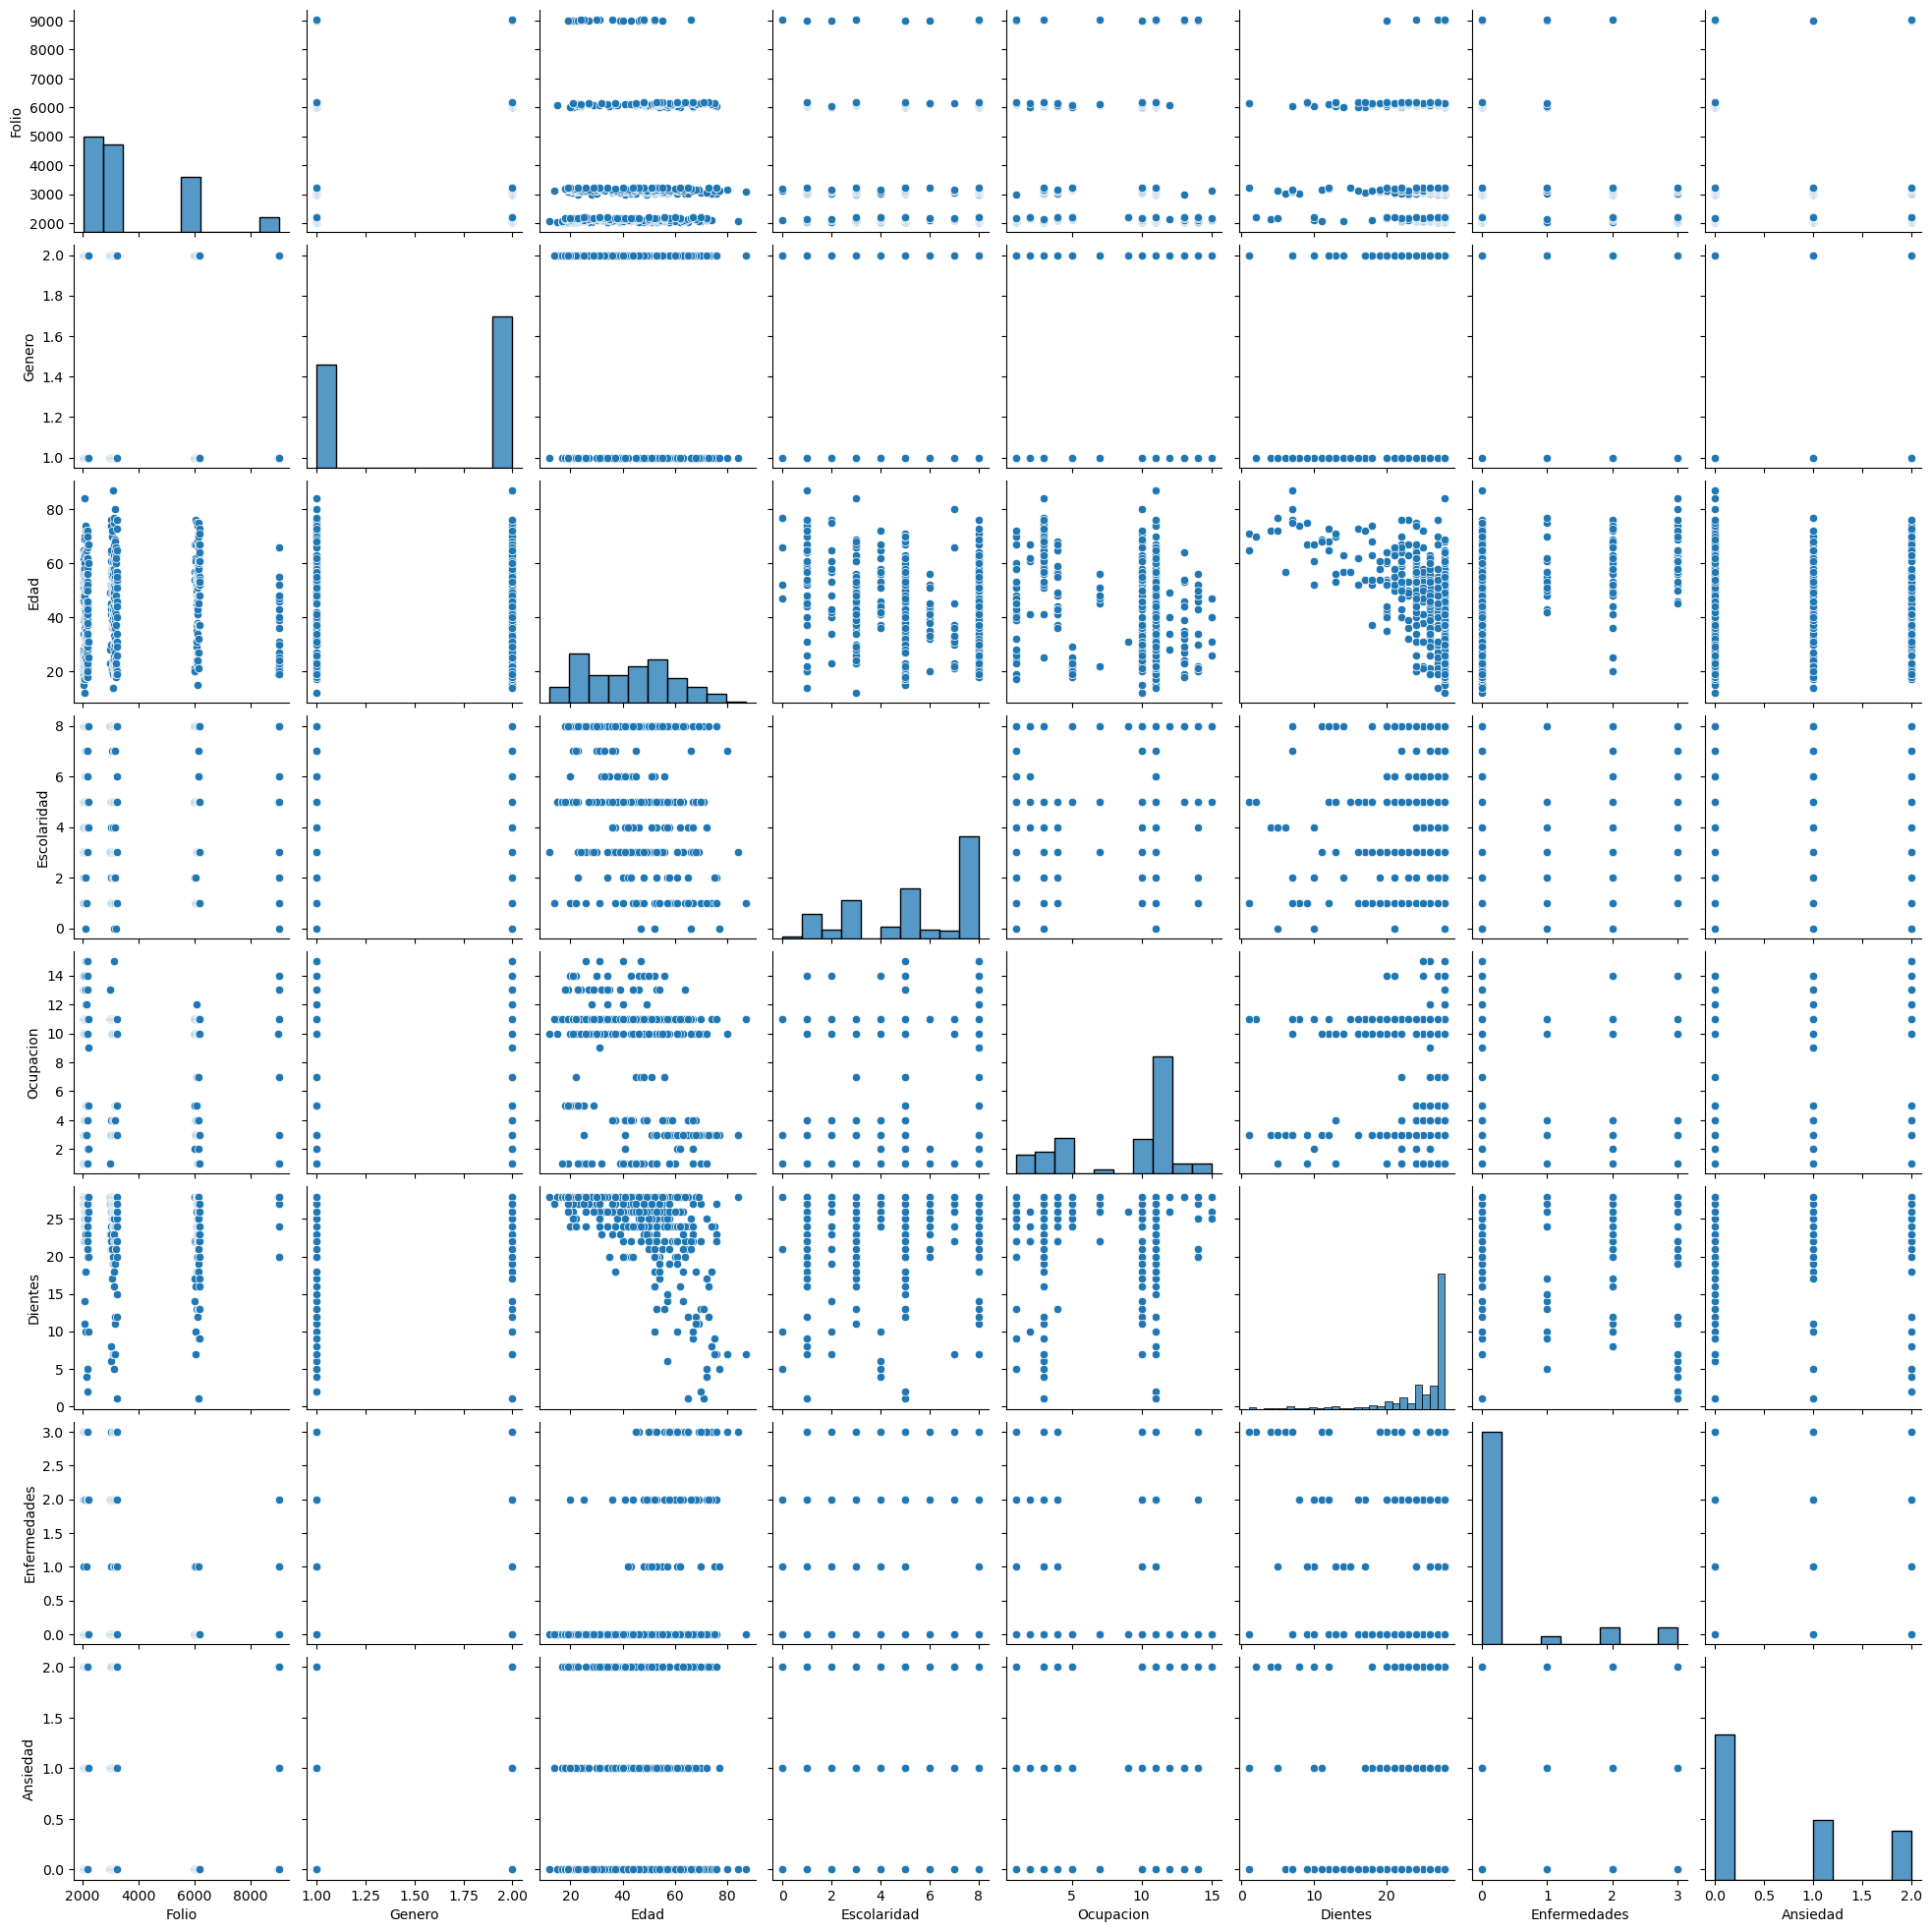 9000
8000
7000
6000
5000
4000
3000
2000
Folio
2.0
1.8
1.6
1.4
1.2
1.0
Genero
80
60
40
20
Edad
8
6
4
2
0
Escolaridad
14
12
10
8
6
4
2
Ocupacion
25
20
15
10
5
0
Dientes
3.0
2.5
2.0
1.5
1.0
0.5
0.0
Enfermedades
2.0
1.5
1.0
0.5
0.0
Ansiedad
2000 4000 6000 8000
1.00 1.25 1.50 1.75 2.00
20 40 60 80
0 2 4 6 8
5 10 15
0 10 20
0 1 2 3
0.0 0.5 1.0 1.5 2.0
Folio Genero Edad Escolaridad Ocupacion Dientes Enfermedades Ansiedad